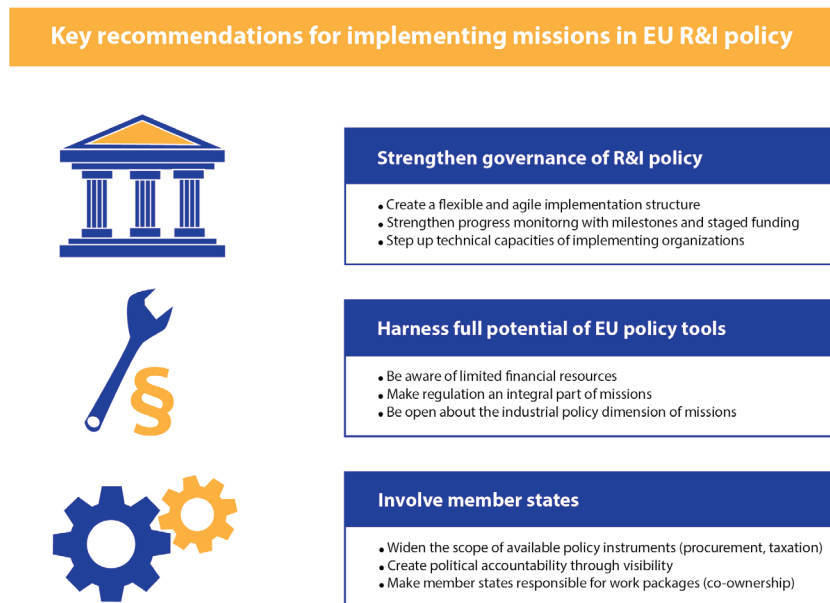 Key recommendations for implementing missions in EU R&I policy
Strengthen governance of R&I policy
• Create a flexible and agile implementation structure
• Strengthen progress monitorng with milestones and staged funding
• Step up technical capacities of implementing organizations
§
Harness full potential of EU policy tools
• Be aware of limited financial resources
• Make regulation an integral part of missions
• Be open about the industrial policy dimension of missions
Involve member states
• Widen the scope of available policy instruments (procurement, taxation)
• Create political accountability through visibility
• Make member states responsible for work packages (co-ownership)